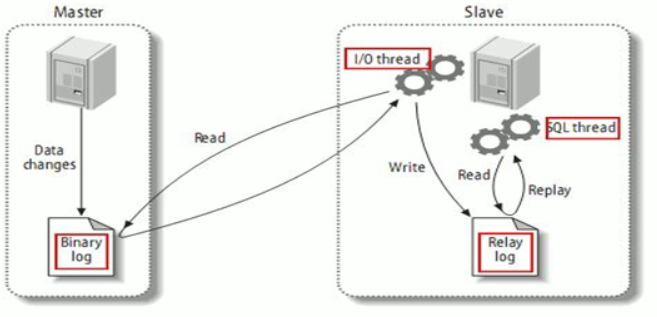 Master
Slave
I/O thread
SQL thread
Read
Data
changes
Write
Read
Replay
Binary
log
Relay
log